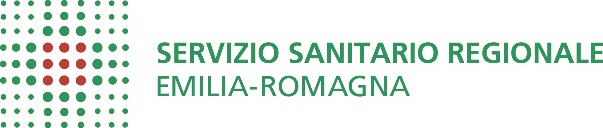 SERVIZIO SANITARIO REGIONALE
EMILIA-ROMAGNA